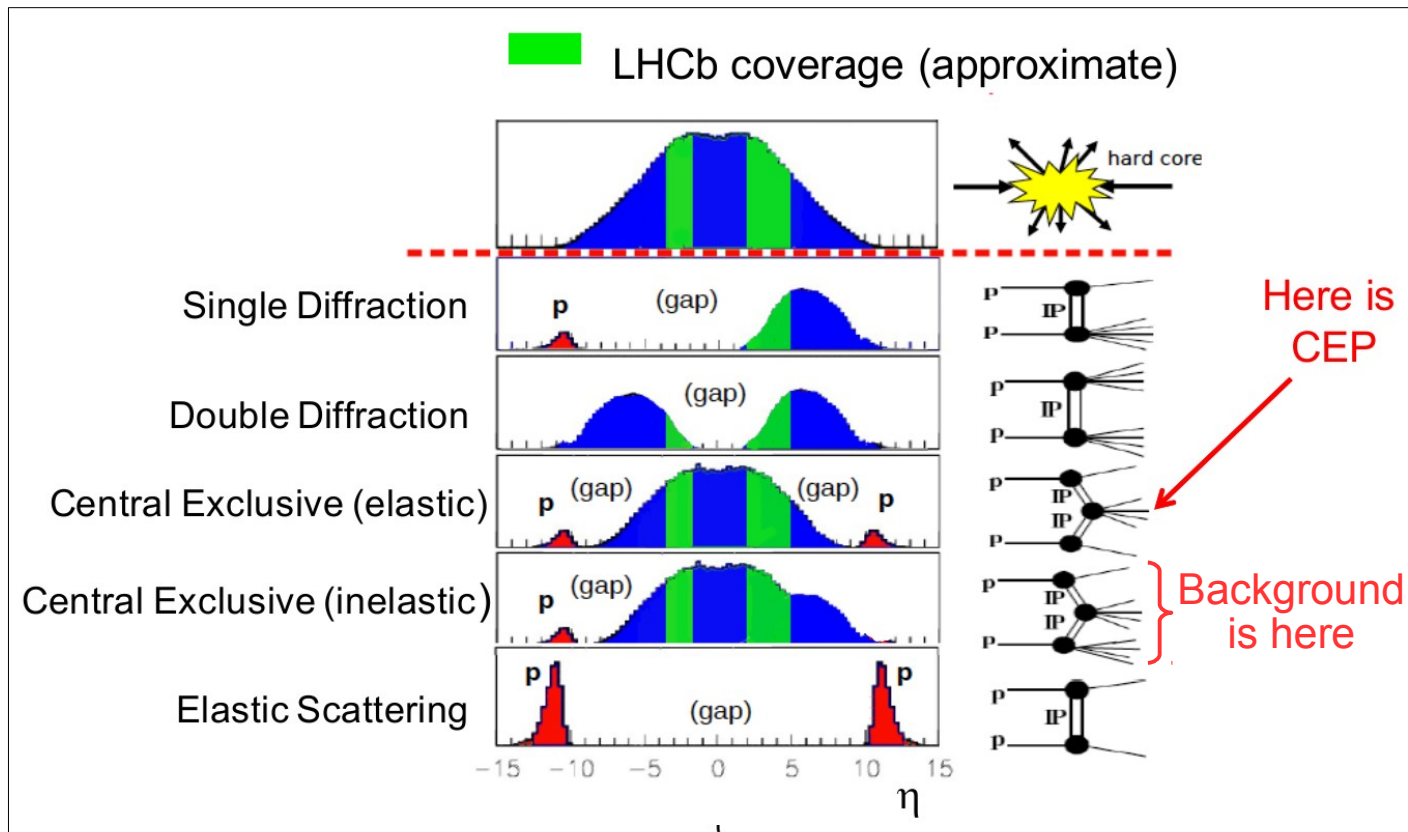 LHCb coverage (approximate)
hard core
Single Diffraction
p
(gap)
p
IP
p
Here is
CEP
Double Diffraction
(gap)
p
IP
p
Central Exclusive (elastic)
p
(gap)
(gap)
p
p
IP
IP
p
Central Exclusive (inelastic)
p
(gap)
p
IP
IP
p
Background
is here
Elastic Scattering
p
(gap)
p
p
IP
p
−15 −10 −5 0 5 10 15
η